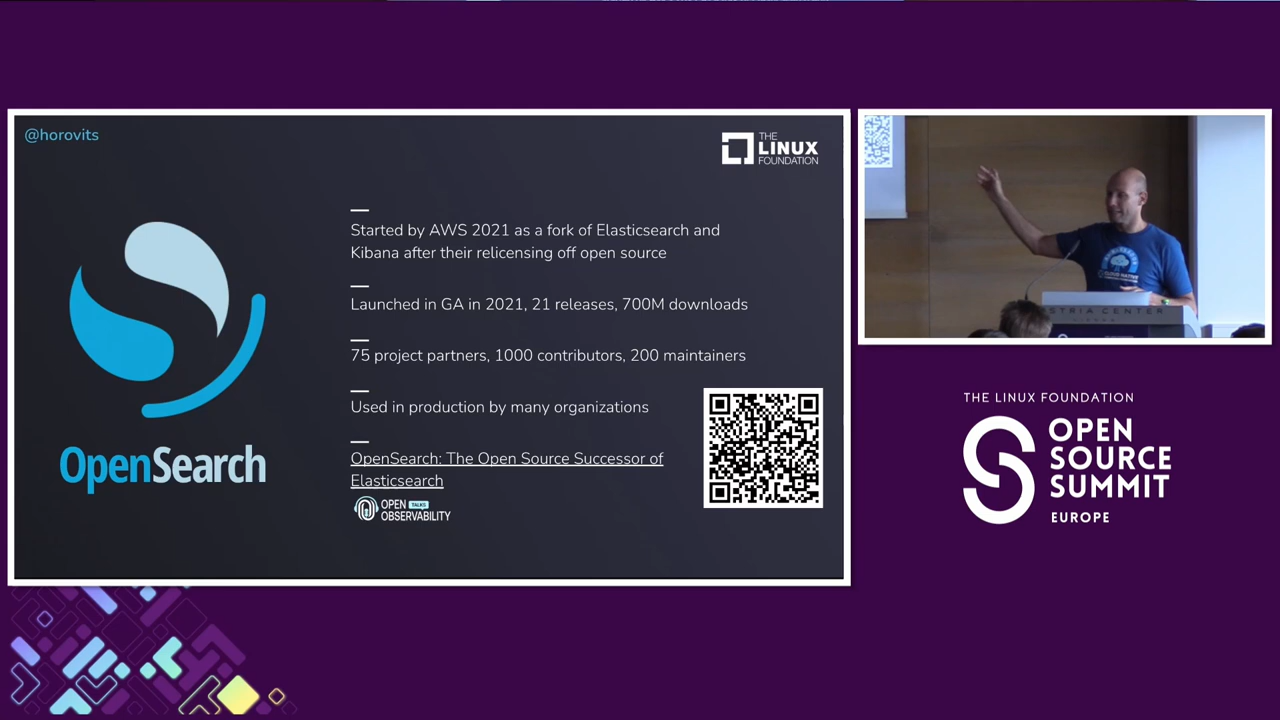 @horovits
THE
LINUX
FOUNDATION
Started by AWS 2021 as a fork of Elasticsearch and
Kibana after their relicensing off open source
Launched in GA in 2021, 21 releases, 700M downloads
75 project partners, 1000 contributors, 200 maintainers
Used in production by many organizations
OpenSearch: The Open Source Successor of
Elasticsearch
OPEN TALKS
OBSERVABILITY
OpenSearch
STRIA CENTER
THE LINUX FOUNDATION
OPEN
SOURCE
SUMMIT
EUROPE